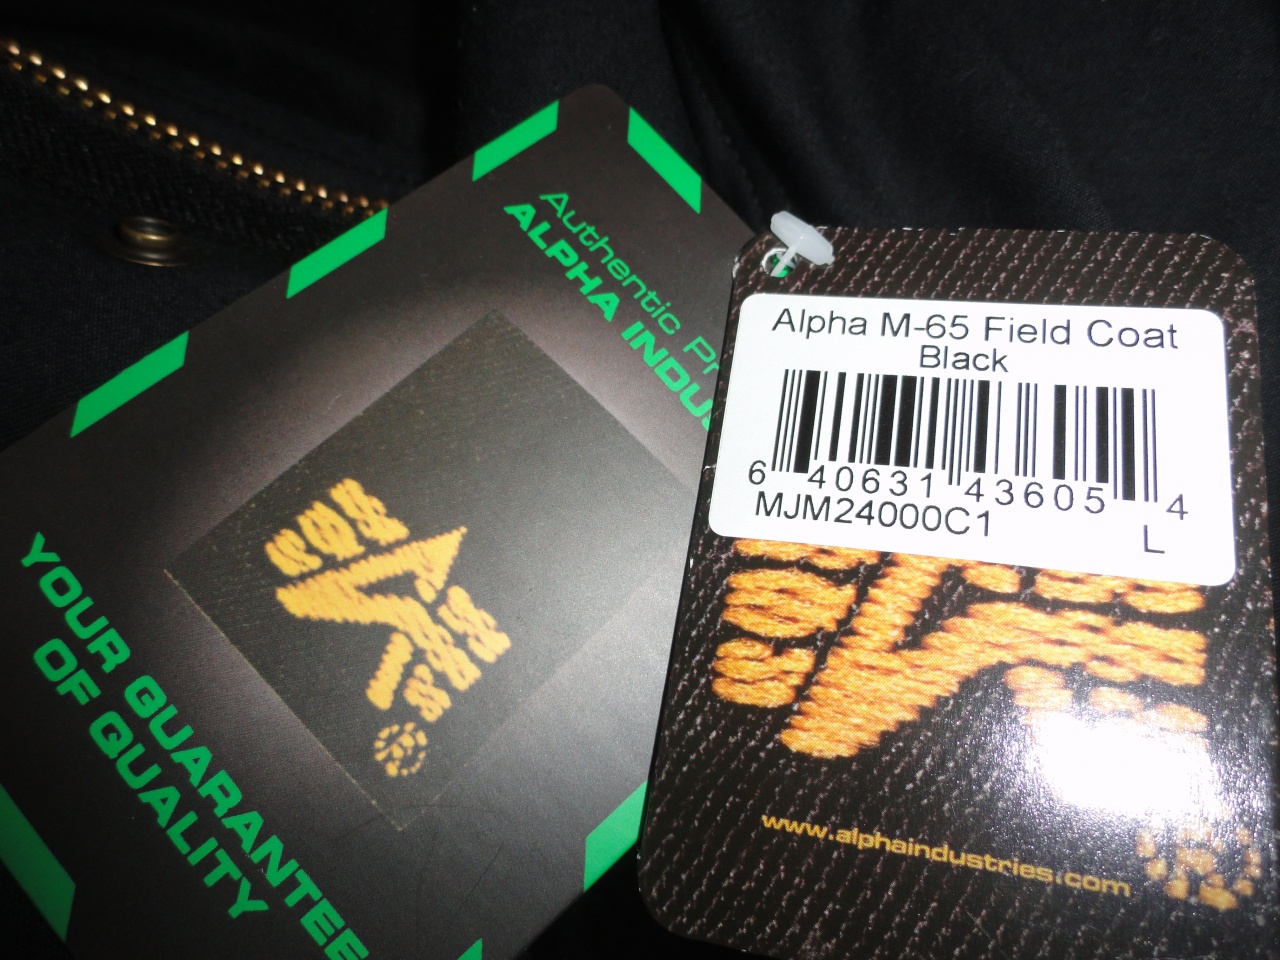 Authentic
ALPHA
YOUR GUARANTEE
OF QUALITY
Alpha M-65 Field Coat
Black
6 40631 43605 4
MJM24000C1 L
www.alphaindustries.com
®